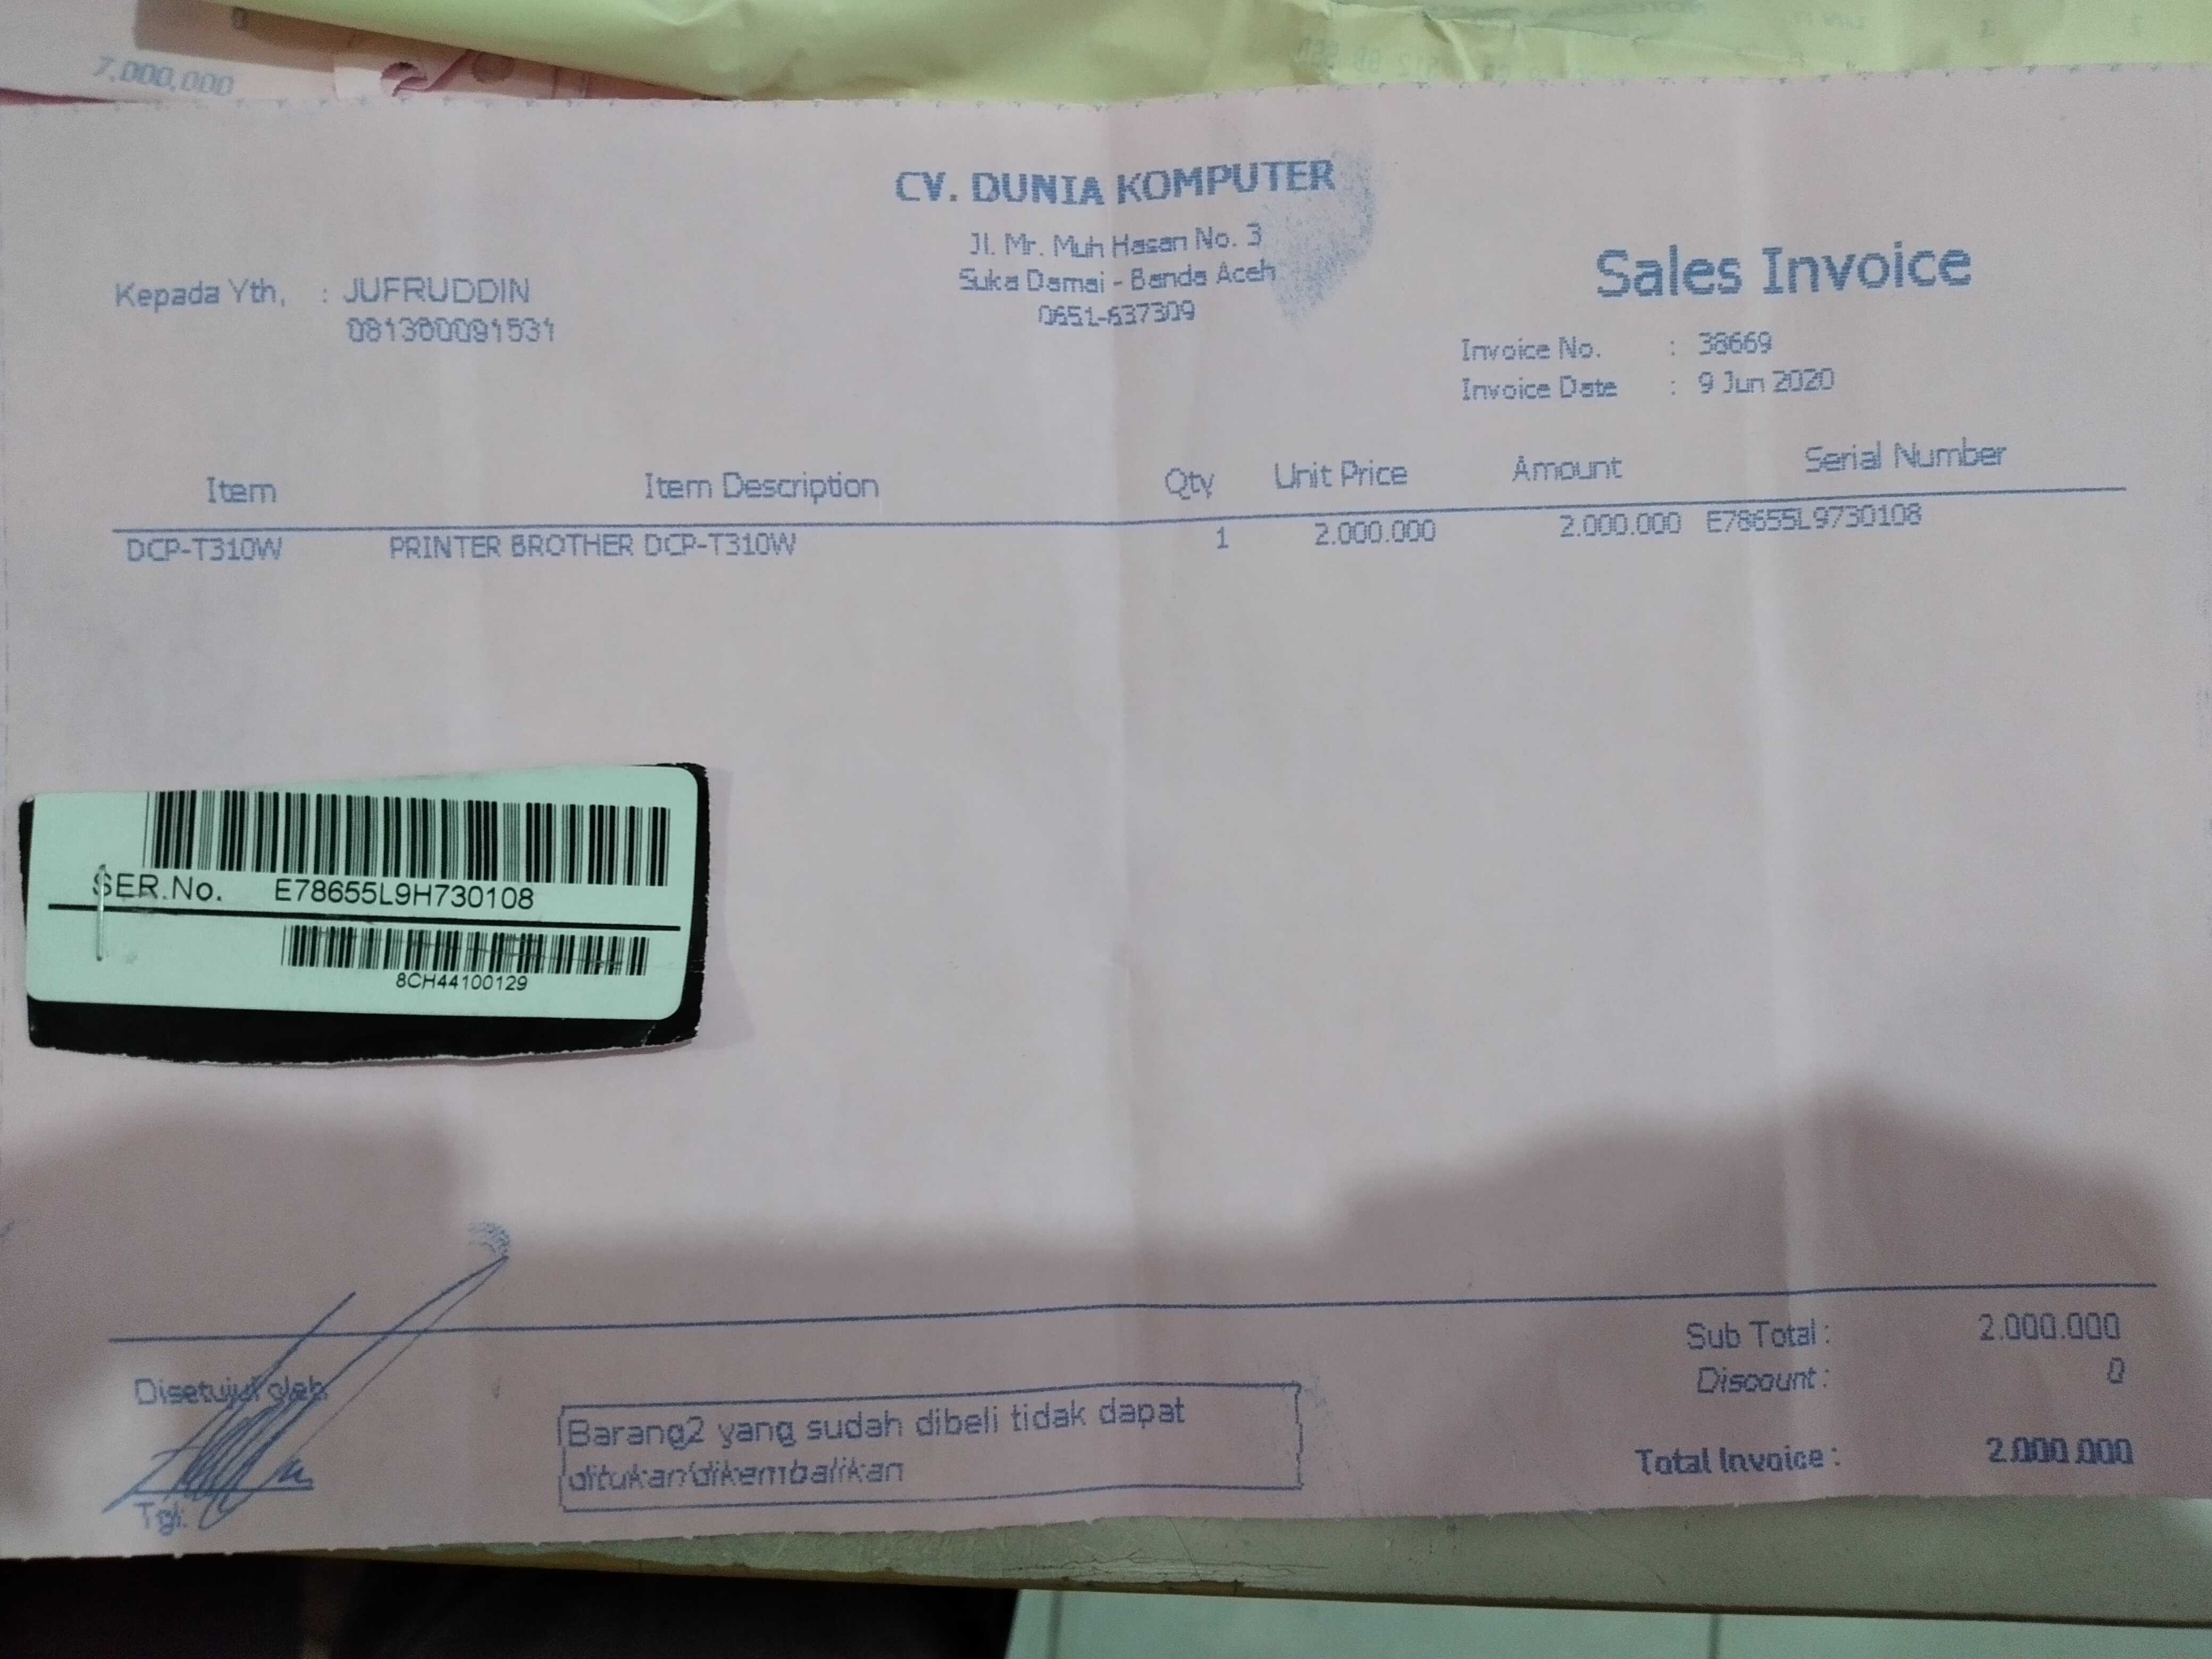 7,000,000
CV. DUNIA KOMPUTER
Jl. Mr. Muh Hasan No. 3
Suka Damai - Banda Aceh
0651-637309
Kepada Yth, : JUFRUDDIN
081360091531
Sales Invoice
Invoice No. : 38669
Invoice Date : 9 Jun 2020
Item Item Description Qty Unit Price Amount Serial Number
DCP-T310W PRINTER BROTHER DCP-T310W 1 2.000.000 2.000.000 E78655L9730108
SER.No. E78655L9H730108
8CH44100129
Sub Total : 2.000.000
Discount : 0
Total Invoice : 2.000.000
Disetujui oleh
Tgl:
Barang2 yang sudah dibeli tidak dapat
ditukan/dikembalikan